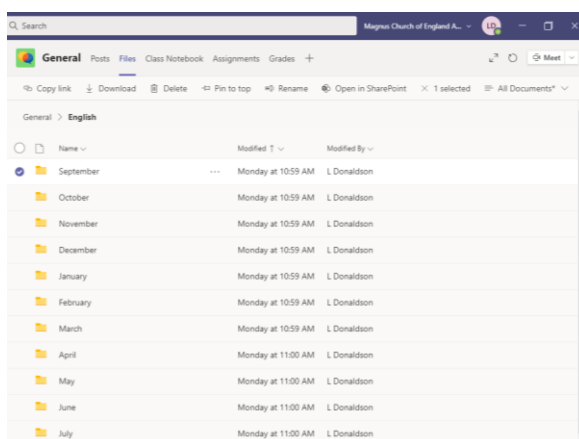 Search Magnus Church of England A... LD
General Posts Files Class Notebook Assignments Grades + Meet
Copy link Download Delete Pin to top Rename Open in SharePoint 1 selected All Documents*
General > English
Name Modified ↑ Modified By
September ... Monday at 10:59 AM L Donaldson
October Monday at 10:59 AM L Donaldson
November Monday at 10:59 AM L Donaldson
December Monday at 10:59 AM L Donaldson
January Monday at 10:59 AM L Donaldson
February Monday at 10:59 AM L Donaldson
March Monday at 10:59 AM L Donaldson
April Monday at 11:00 AM L Donaldson
May Monday at 11:00 AM L Donaldson
June Monday at 11:00 AM L Donaldson
July Monday at 11:00 AM L Donaldson